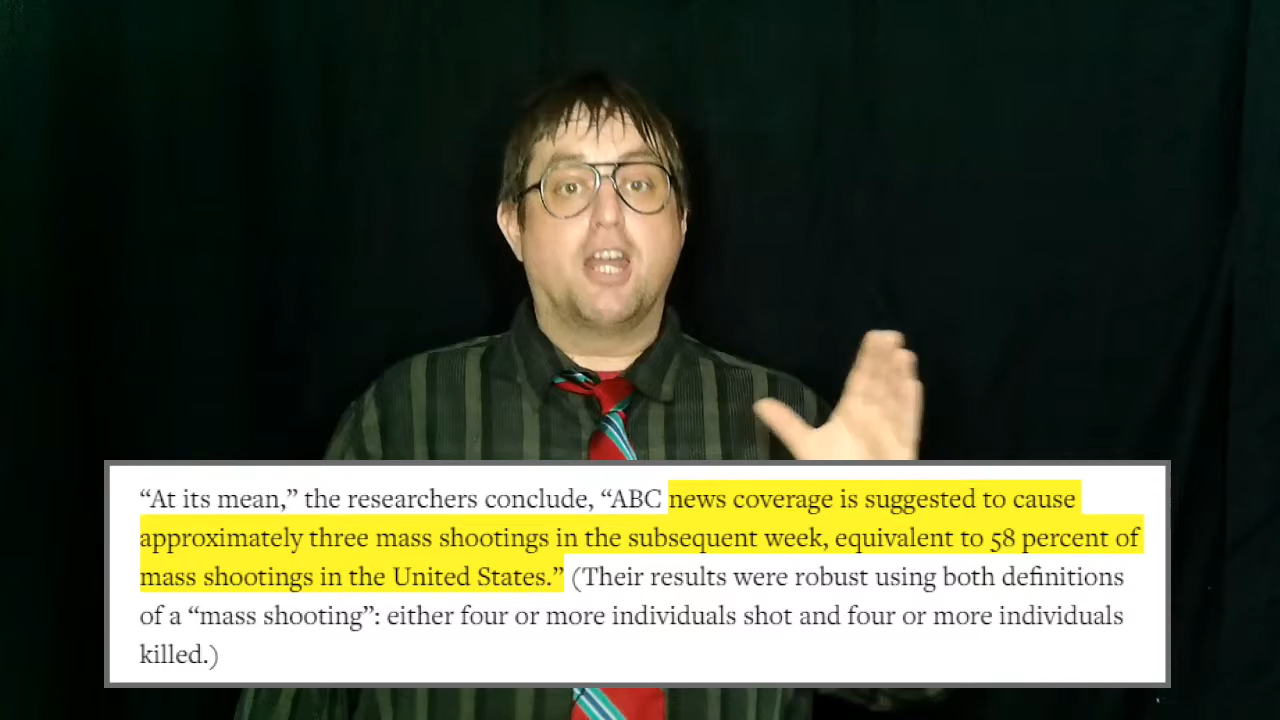 “At its mean,” the researchers conclude, “ABC news coverage is suggested to cause
approximately three mass shootings in the subsequent week, equivalent to 58 percent of
mass shootings in the United States.” (Their results were robust using both definitions
of a “mass shooting”: either four or more individuals shot and four or more individuals
killed.)